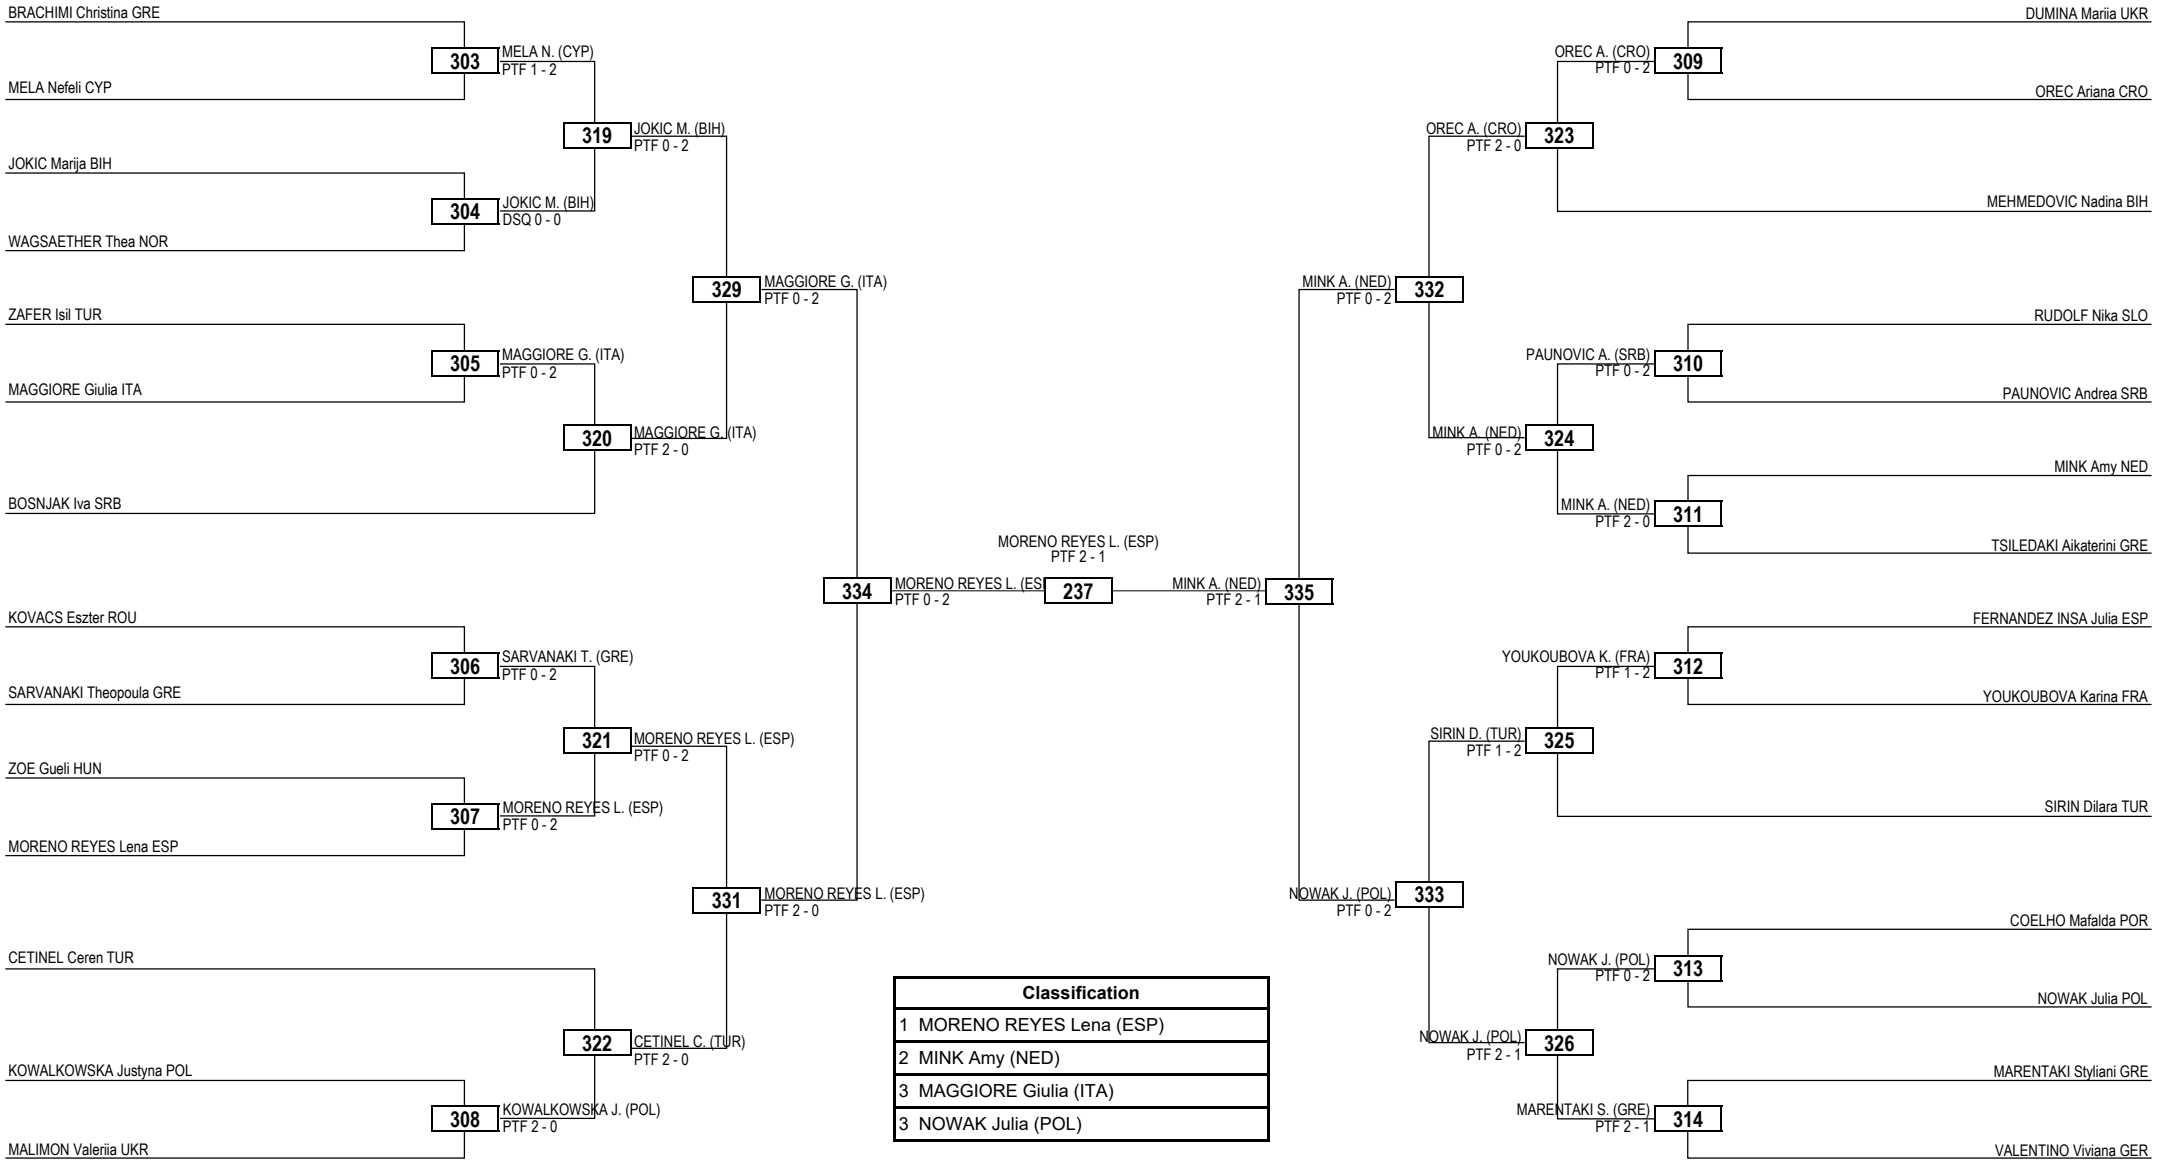 BRACHIMI Christina GRE
303
MELA N. (CYP)
PTF 1 - 2
MELA Nefeli CYP
319
JOKIC M. (BIH)
PTF 0 - 2
JOKIC Marija BIH
304
JOKIC M. (BIH)
DSQ 0 - 0
WAGSAETHER Thea NOR
329
MAGGIORE G. (ITA)
PTF 0 - 2
ZAFER Isil TUR
305
MAGGIORE G. (ITA)
PTF 0 - 2
MAGGIORE Giulia ITA
320
MAGGIORE G. (ITA)
PTF 2 - 0
BOSNJAK Iva SRB
334
MORENO REYES L. (ES
PTF 0 - 2
KOVACS Eszter ROU
306
SARVANAKI T. (GRE)
PTF 0 - 2
SARVANAKI Theopoula GRE
321
MORENO REYES L. (ESP)
PTF 0 - 2
ZOE Gueli HUN
307
MORENO REYES L. (ESP)
PTF 0 - 2
MORENO REYES Lena ESP
331
MORENO REYES L. (ESP)
PTF 2 - 0
CETINEL Ceren TUR
322
CETINEL C. (TUR)
PTF 2 - 0
KOWALKOWSKA Justyna POL
308
KOWALKOWSKA J. (POL)
PTF 2 - 0
MALIMON Valeriia UKR
MORENO REYES L. (ESP)
PTF 2 - 1
237
DUMINA Mariia UKR
OREC A. (CRO)
PTF 0 - 2
309
OREC Ariana CRO
OREC A. (CRO)
PTF 2 - 0
323
MEHMEDOVIC Nadina BIH
MINK A. (NED)
PTF 0 - 2
332
RUDOLF Nika SLO
PAUNOVIC A. (SRB)
PTF 0 - 2
310
PAUNOVIC Andrea SRB
MINK A. (NED)
PTF 0 - 2
324
MINK Amy NED
MINK A. (NED)
PTF 2 - 0
311
TSILEDAKI Aikaterini GRE
MINK A. (NED)
PTF 2 - 1
335
FERNANDEZ INSA Julia ESP
YOUKOUBOVA K. (FRA)
PTF 1 - 2
312
YOUKOUBOVA Karina FRA
SIRIN D. (TUR)
PTF 1 - 2
325
SIRIN Dilara TUR
NOWAK J. (POL)
PTF 0 - 2
333
COELHO Mafalda POR
NOWAK J. (POL)
PTF 0 - 2
313
NOWAK Julia POL
NOWAK J. (POL)
PTF 2 - 1
326
MARENTAKI Styliani GRE
MARENTAKI S. (GRE)
PTF 2 - 1
314
VALENTINO Viviana GER
Classification
1 MORENO REYES Lena (ESP)
2 MINK Amy (NED)
3 MAGGIORE Giulia (ITA)
3 NOWAK Julia (POL)